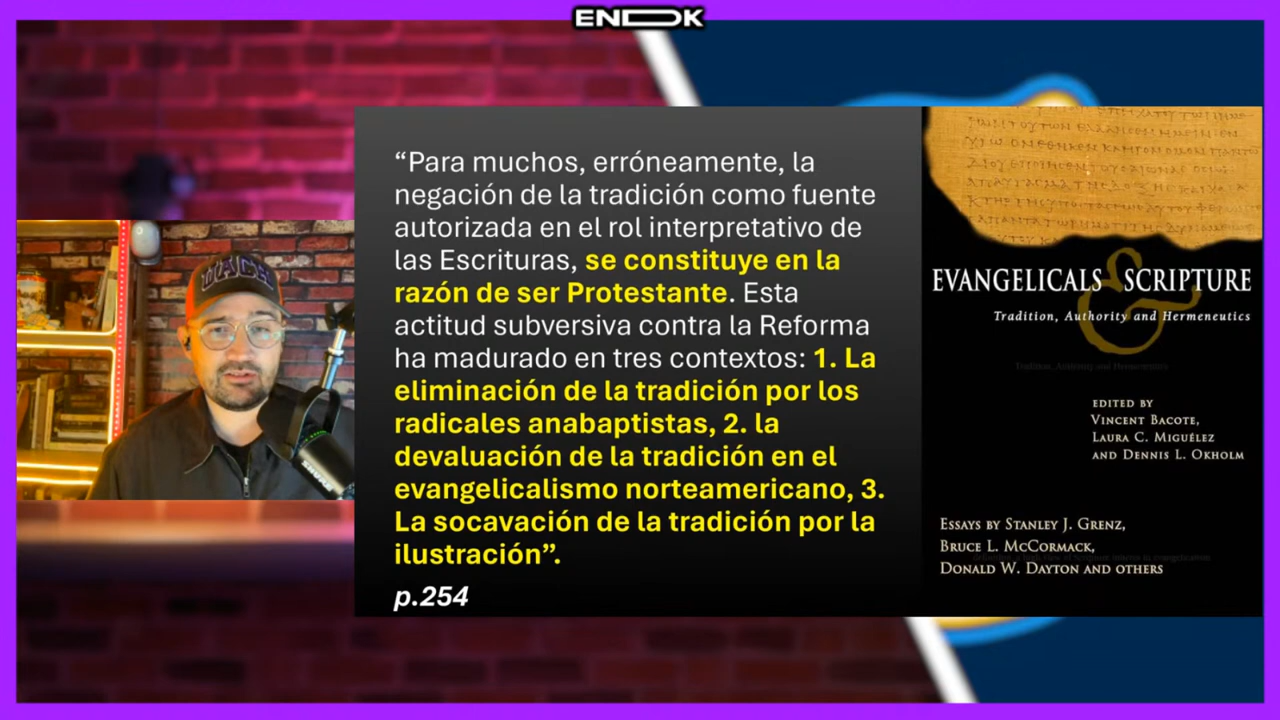 ENDK
UACH
“Para muchos, erróneamente, la
negación de la tradición como fuente
autorizada en el rol interpretativo de
las Escrituras, se constituye en la
razón de ser Protestante. Esta
actitud subversiva contra la Reforma
ha madurado en tres contextos: 1. La
eliminación de la tradición por los
radicales anabaptistas, 2. la
devaluación de la tradición en el
evangelicalismo norteamericano, 3.
La socavación de la tradición por la
ilustración”.
p.254
EVANGELICALS & SCRIPTURE
Tradition, Authority and Hermeneutics
EDITED BY
VINCENT BACOTE,
LAURA C. MIGUÉLEZ
AND DENNIS L. OKHOLM
ESSAYS BY STANLEY J. GRENZ,
BRUCE L. MCCORMACK,
DONALD W. DAYTON AND OTHERS